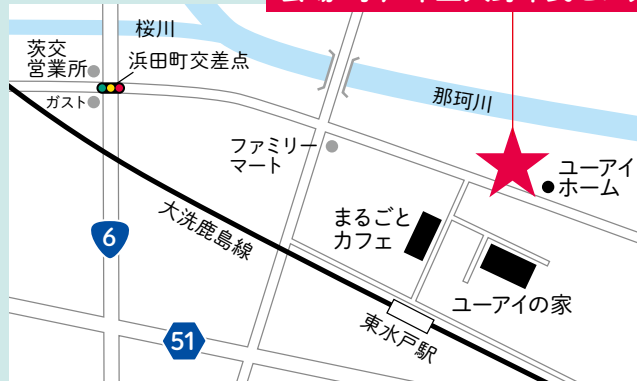 桜川
茨交
営業所
浜田町交差点
ガスト
那珂川
ファミリー
マート
ユーアイ
ホーム
まるごと
カフェ
大洗鹿島線
6
ユーアイの家
東水戸駅
51